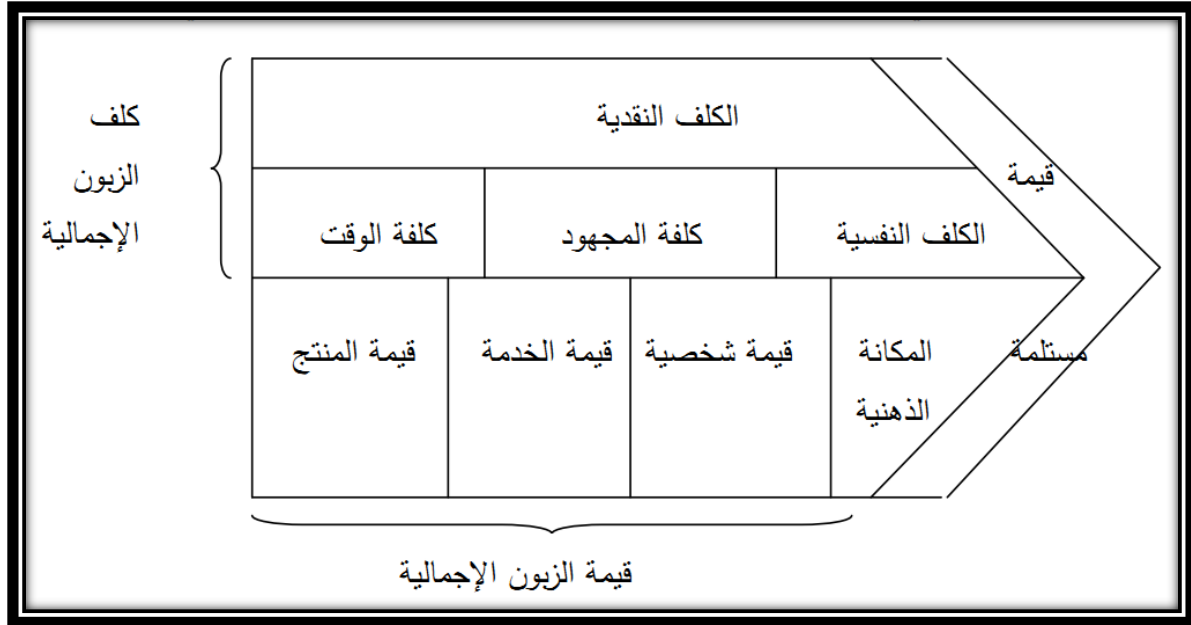 الكلف النقدية
كلف
الزبون
الإجمالية
قيمة
الكلف النفسية
كلفة المجهود
كلفة الوقت
مستلمة
المكانة
الذهنية
قيمة شخصية
قيمة الخدمة
قيمة المنتج
قيمة الزبون الإجمالية